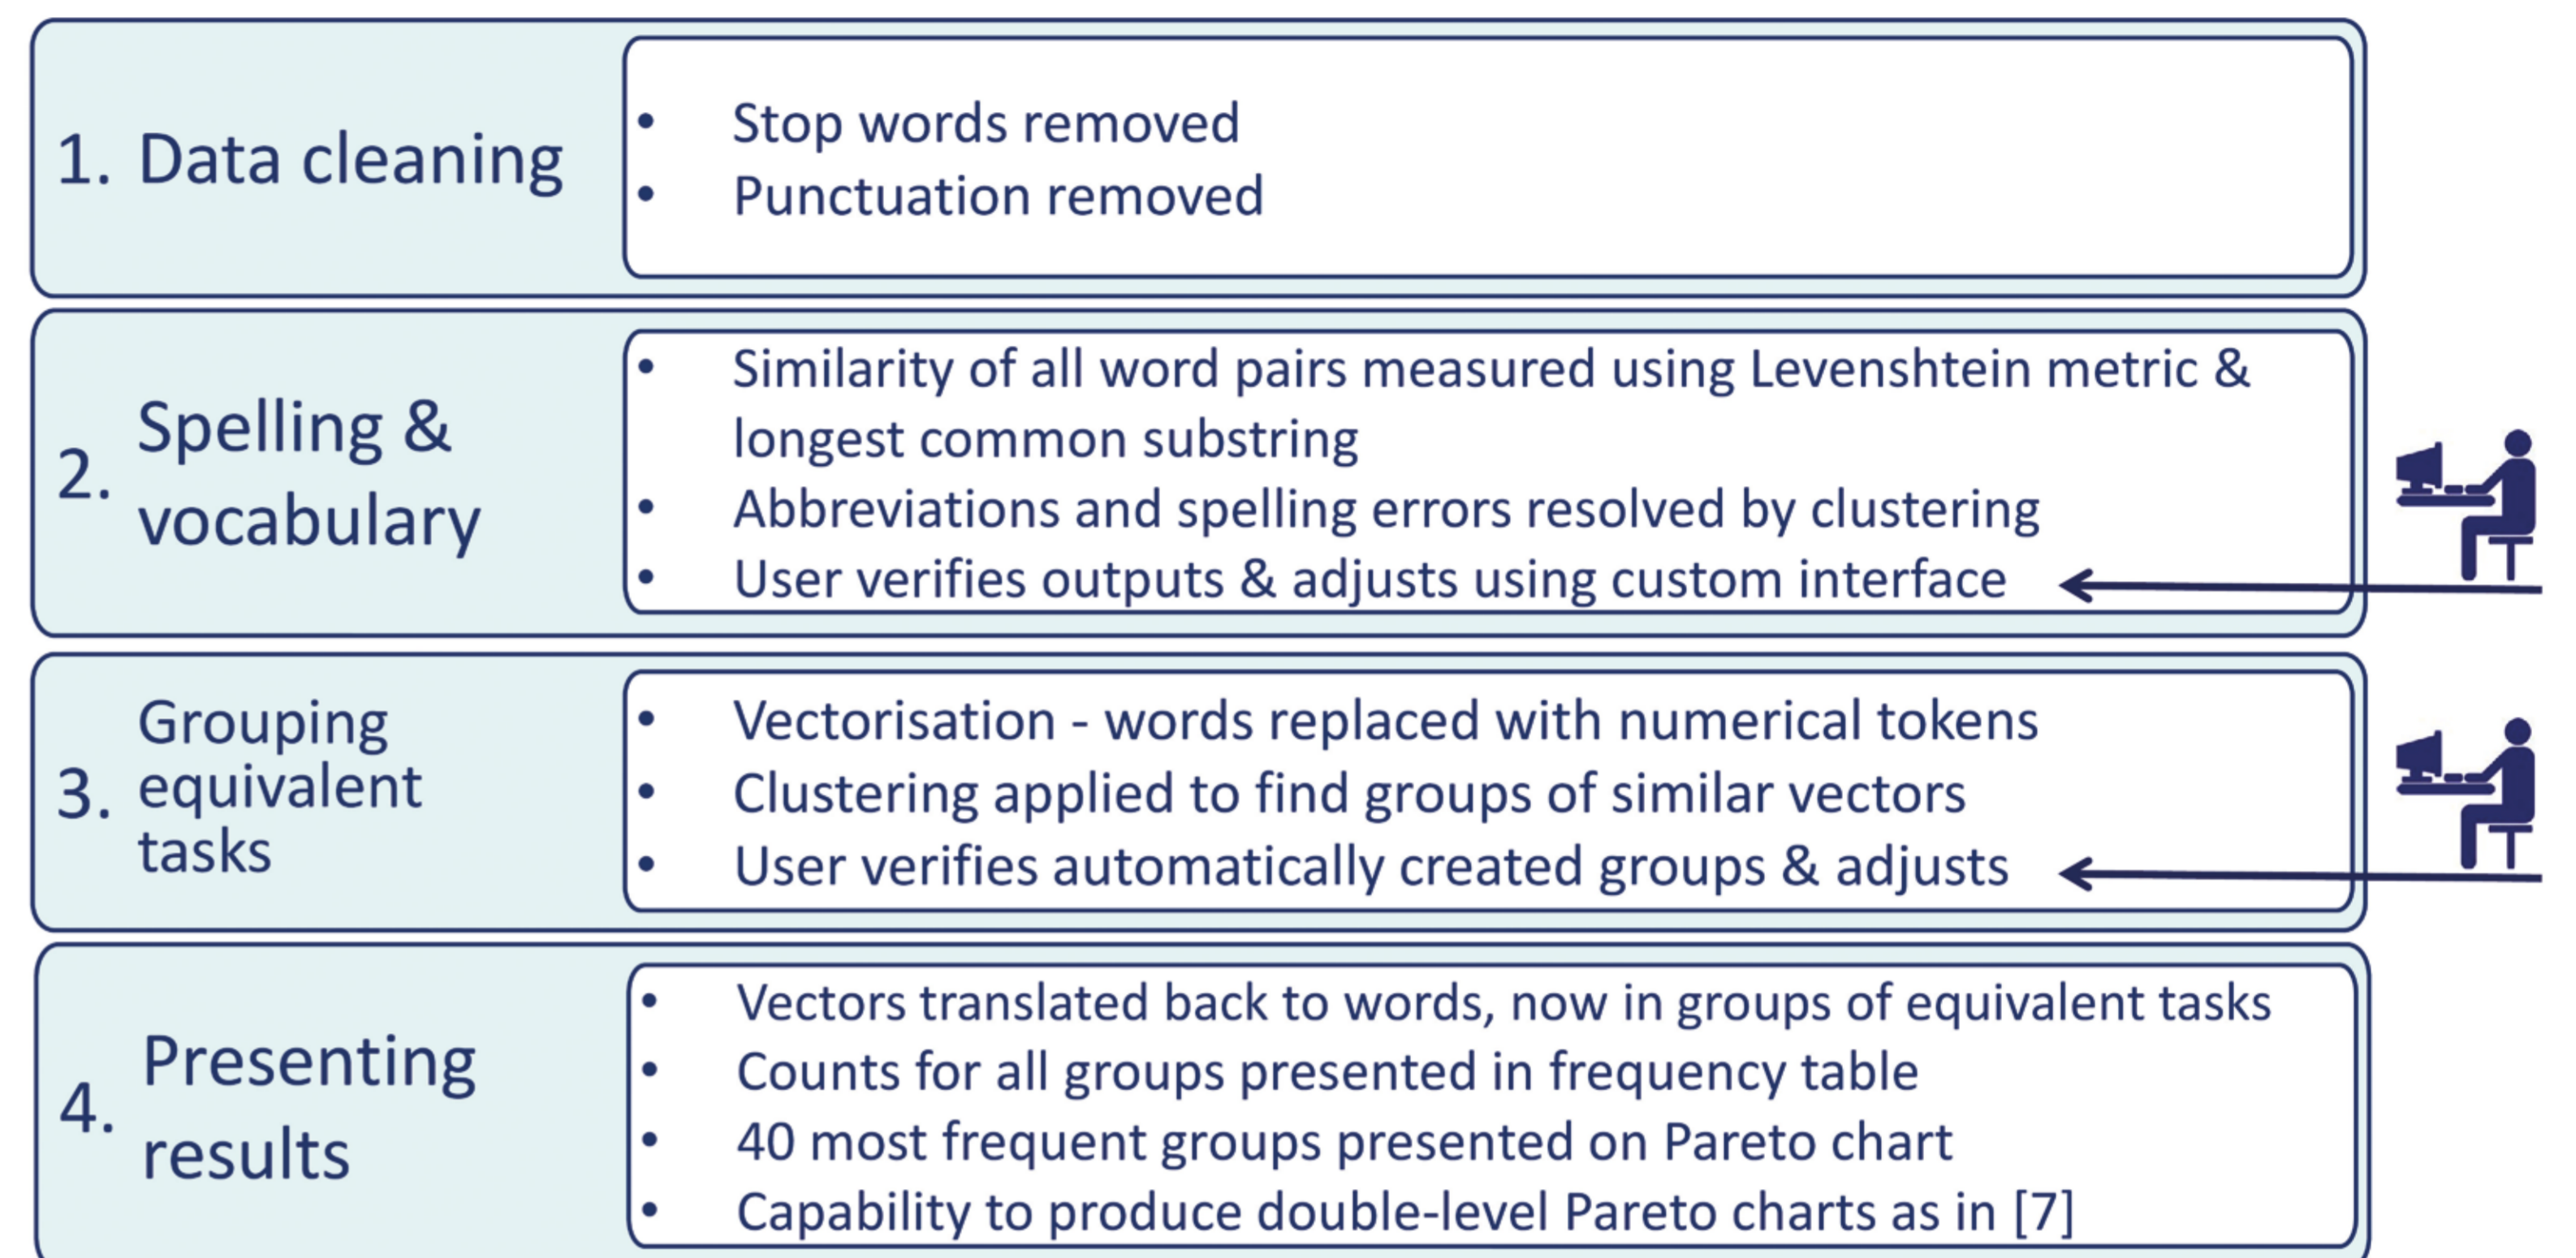 1. Data cleaning
• Stop words removed
• Punctuation removed
2. Spelling &
vocabulary
• Similarity of all word pairs measured using Levenshtein metric &
longest common substring
• Abbreviations and spelling errors resolved by clustering
• User verifies outputs & adjusts using custom interface
3. Grouping
equivalent
tasks
• Vectorisation - words replaced with numerical tokens
• Clustering applied to find groups of similar vectors
• User verifies automatically created groups & adjusts
4. Presenting
results
• Vectors translated back to words, now in groups of equivalent tasks
• Counts for all groups presented in frequency table
• 40 most frequent groups presented on Pareto chart
• Capability to produce double-level Pareto charts as in [7]